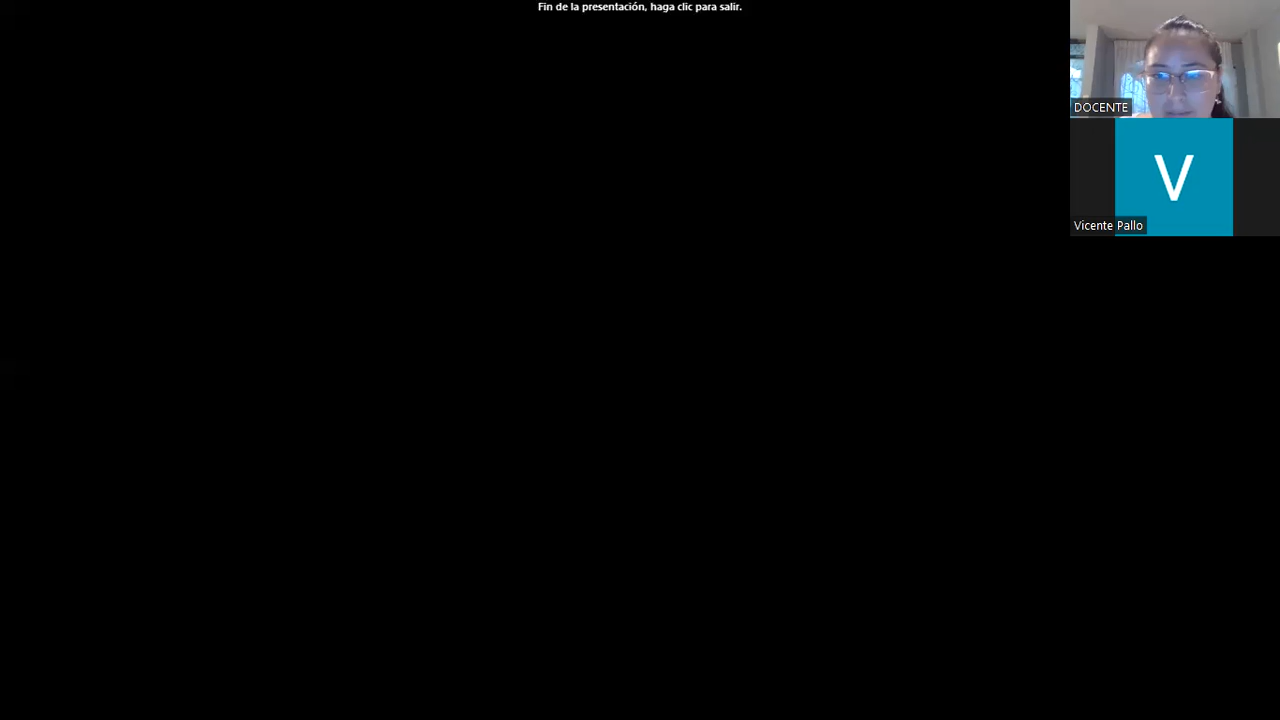 Fin de la presentación, haga clic para salir.
DOCENTE
V
Vicente Pallo